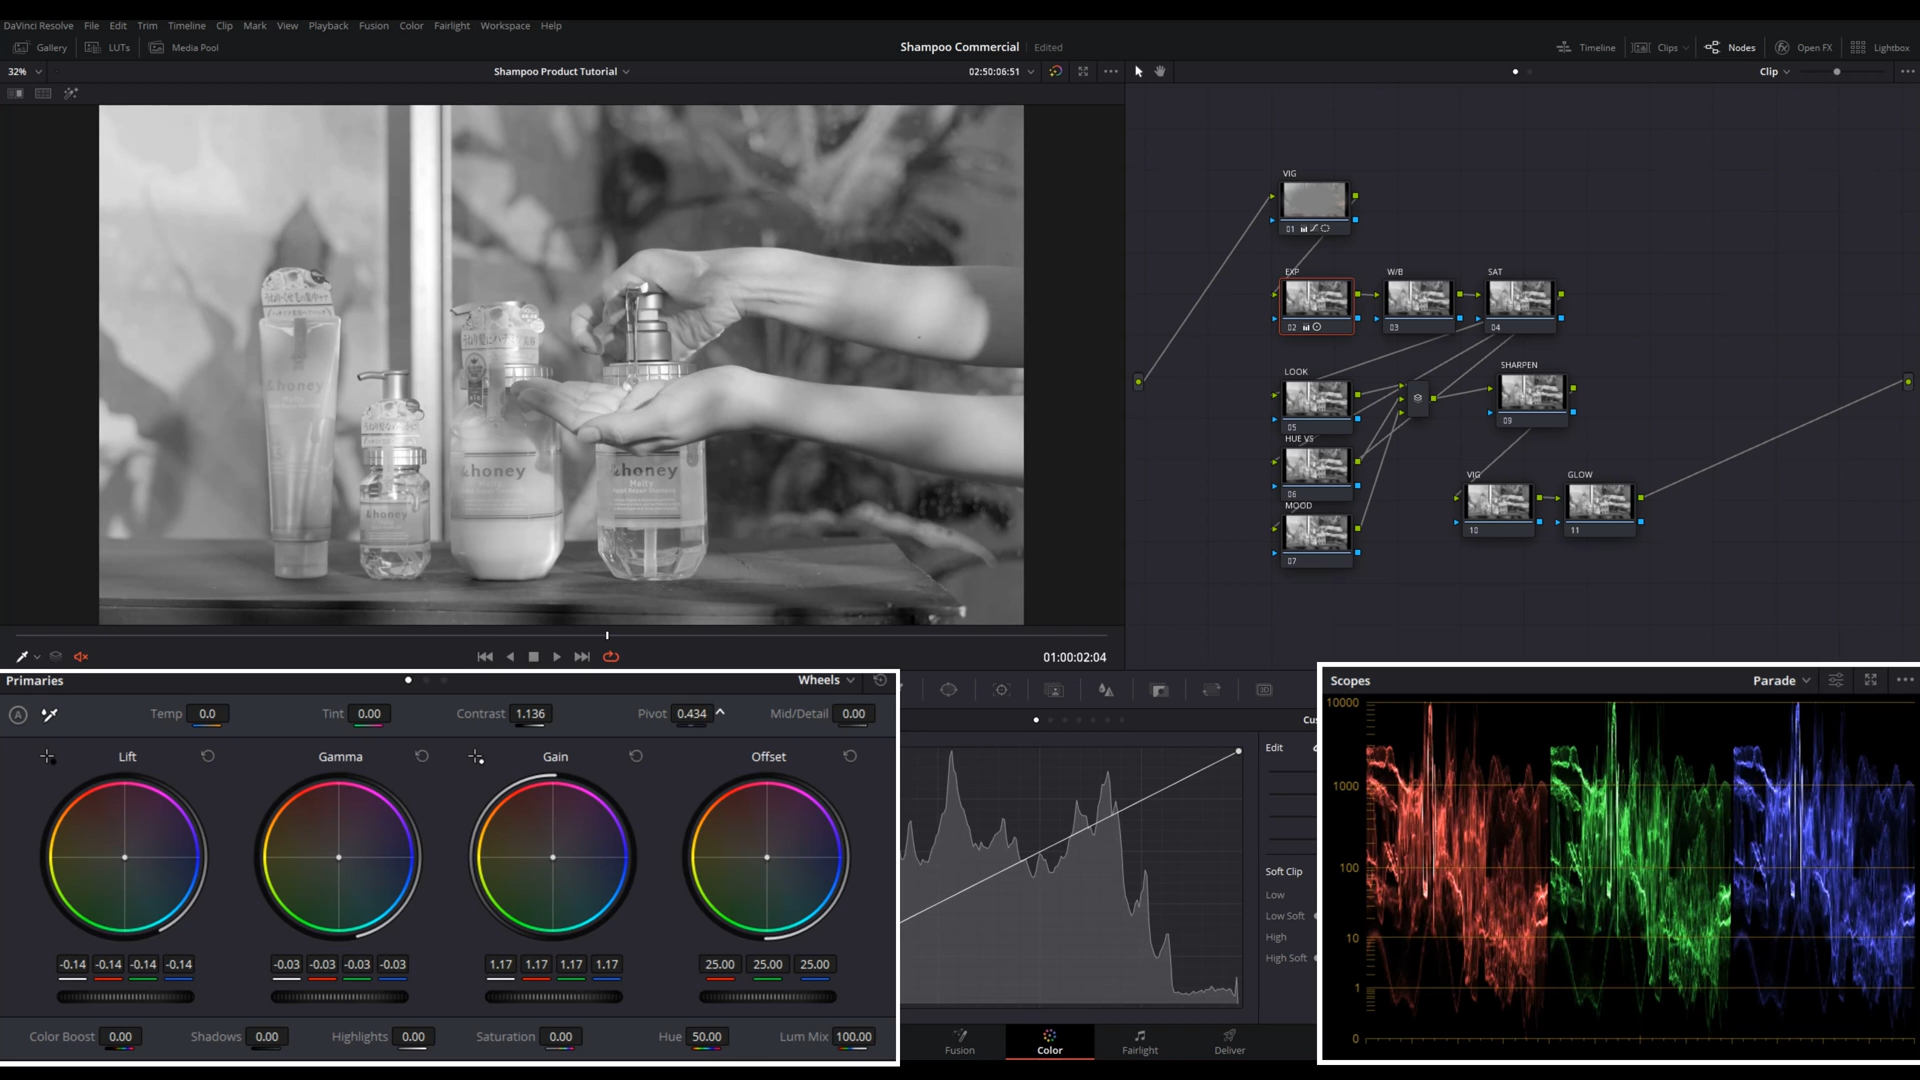 DaVinci Resolve File Edit Trim Timeline Clip Mark View Playback Fusion Color Fairlight Workspace Help
Gallery LUTs Media Pool Shampoo Commercial Edited Timeline Clips Nodes Open FX Lightbox
32% Shampoo Product Tutorial 02:50:06:51 Clip
VIG
01
EXP W/B SAT
02 03 04
LOOK SHARPEN
05 09
HUE VS
06
MOOD
07
VIG GLOW
10 11
&honey
&honey
&honey
Melty
&honey
Melty
01:00:02:04
Primaries Wheels
A Temp 0.0 Tint 0.00 Contrast 1.136 Pivot 0.434 Mid/Detail 0.00
Lift Gamma Gain Offset
-0.14 -0.14 -0.14 -0.14 -0.03 -0.03 -0.03 -0.03 1.17 1.17 1.17 1.17 25.00 25.00 25.00
Color Boost 0.00 Shadows 0.00 Highlights 0.00 Saturation 0.00 Hue 50.00 Lum Mix 100.00
3D
Cu
Edit
Soft Clip
Low
Low Soft
High
High Soft
Fusion Color Fairlight Deliver
Scopes Parade
10000
1000
100
10
1
0